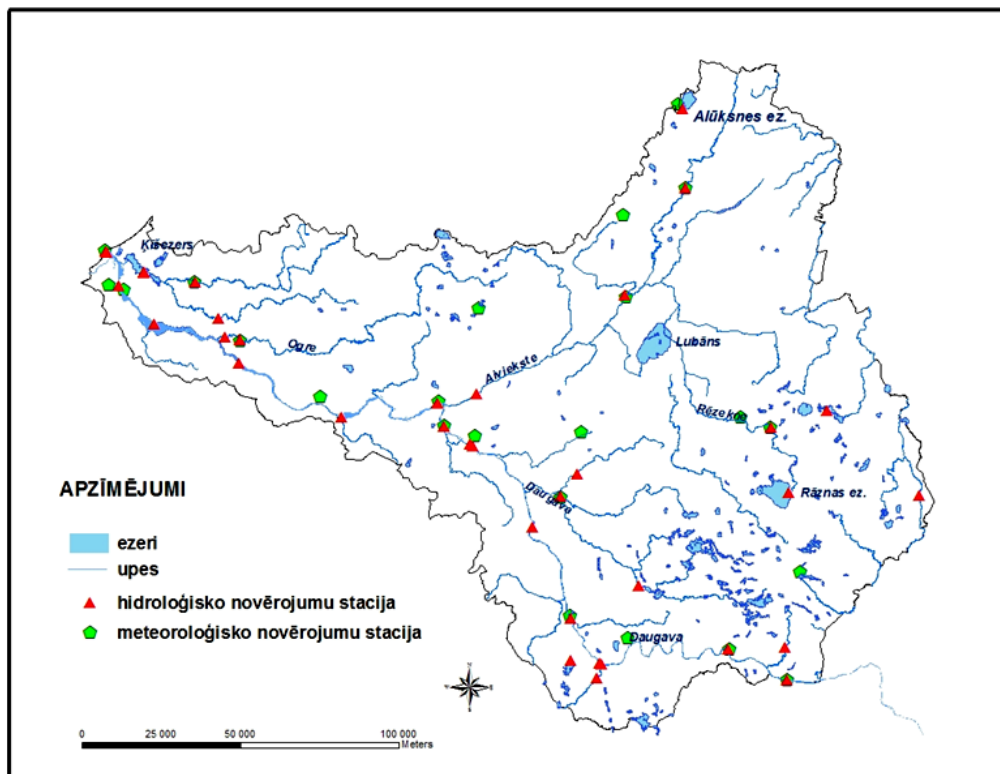 Alūksnes ez.
Ķīšezers
Ogre
Lubāns
Aiviekste
Rēzekne
Rāznas ez.
Daugava
Daugava
APZĪMĒJUMI
ezeri
upes
hidroloģisko novērojumu stacija
meteoroloģisko novērojumu stacija
0 25 000 50 000 100 000
Meters